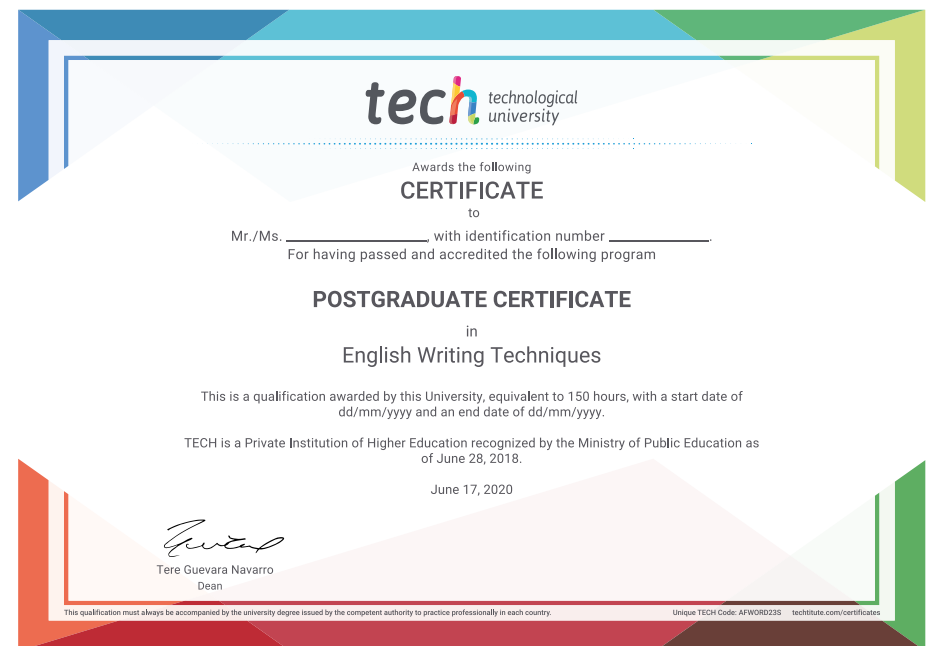 tech technological
university
Awards the following
CERTIFICATE
to
Mr./Ms. ____________, with identification number ____________.
For having passed and accredited the following program
POSTGRADUATE CERTIFICATE
in
English Writing Techniques
This is a qualification awarded by this University, equivalent to 150 hours, with a start date of
dd/mm/yyyy and an end date of dd/mm/yyyy.
TECH is a Private Institution of Higher Education recognized by the Ministry of Public Education as
of June 28, 2018.
June 17, 2020
Tere Guevara Navarro
Dean
This qualification must always be accompanied by the university degree issued by the competent authority to practice professionally in each country. Unique TECH Code: AFWORD23S techtitute.com/certificates